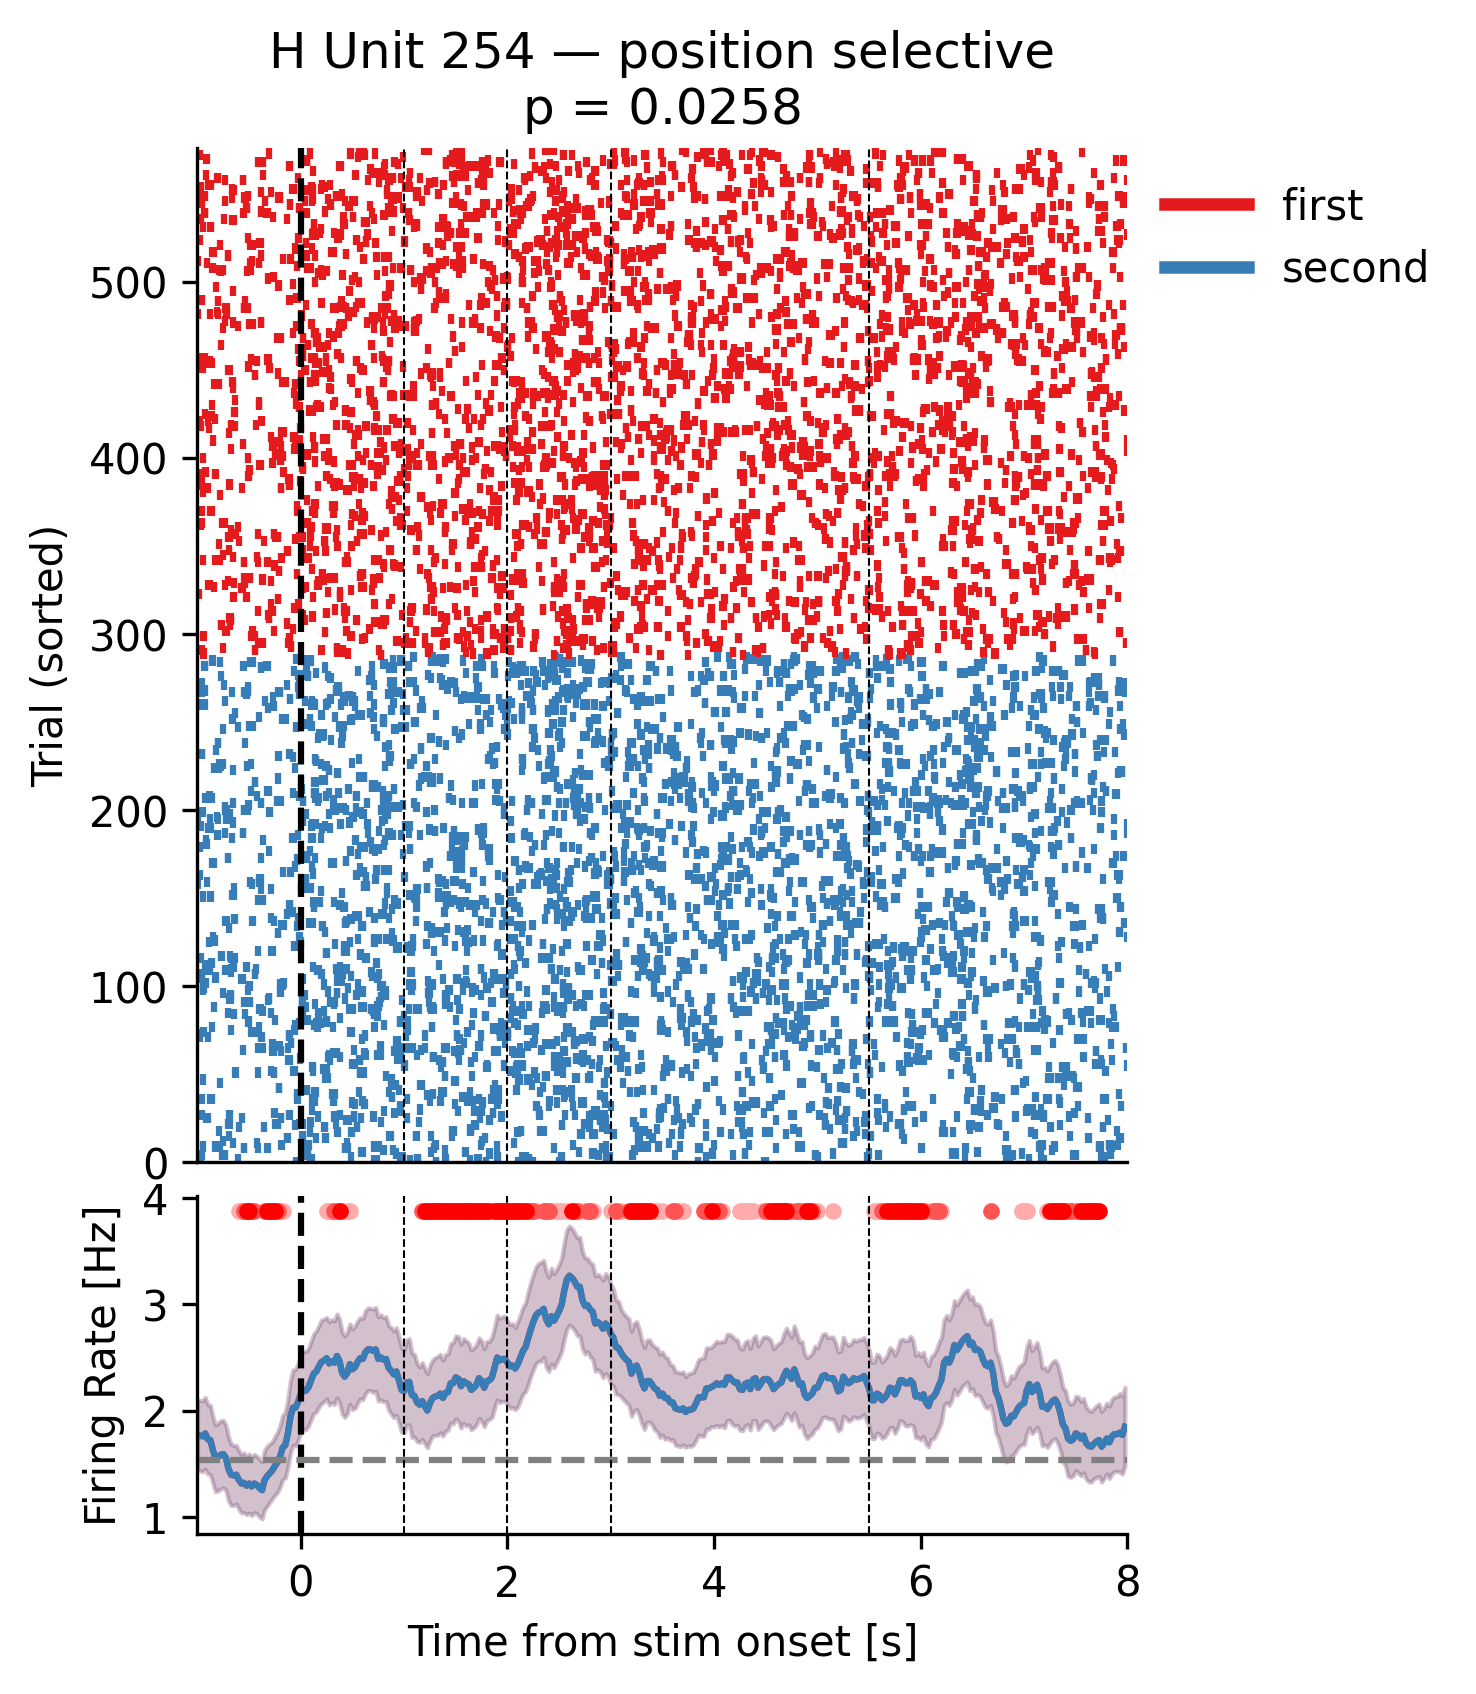 H Unit 254 — position selective
p = 0.0258
first
second
500
400
300
200
100
0
Trial (sorted)
4
3
2
1
Firing Rate [Hz]
0 2 4 6 8
Time from stim onset [s]